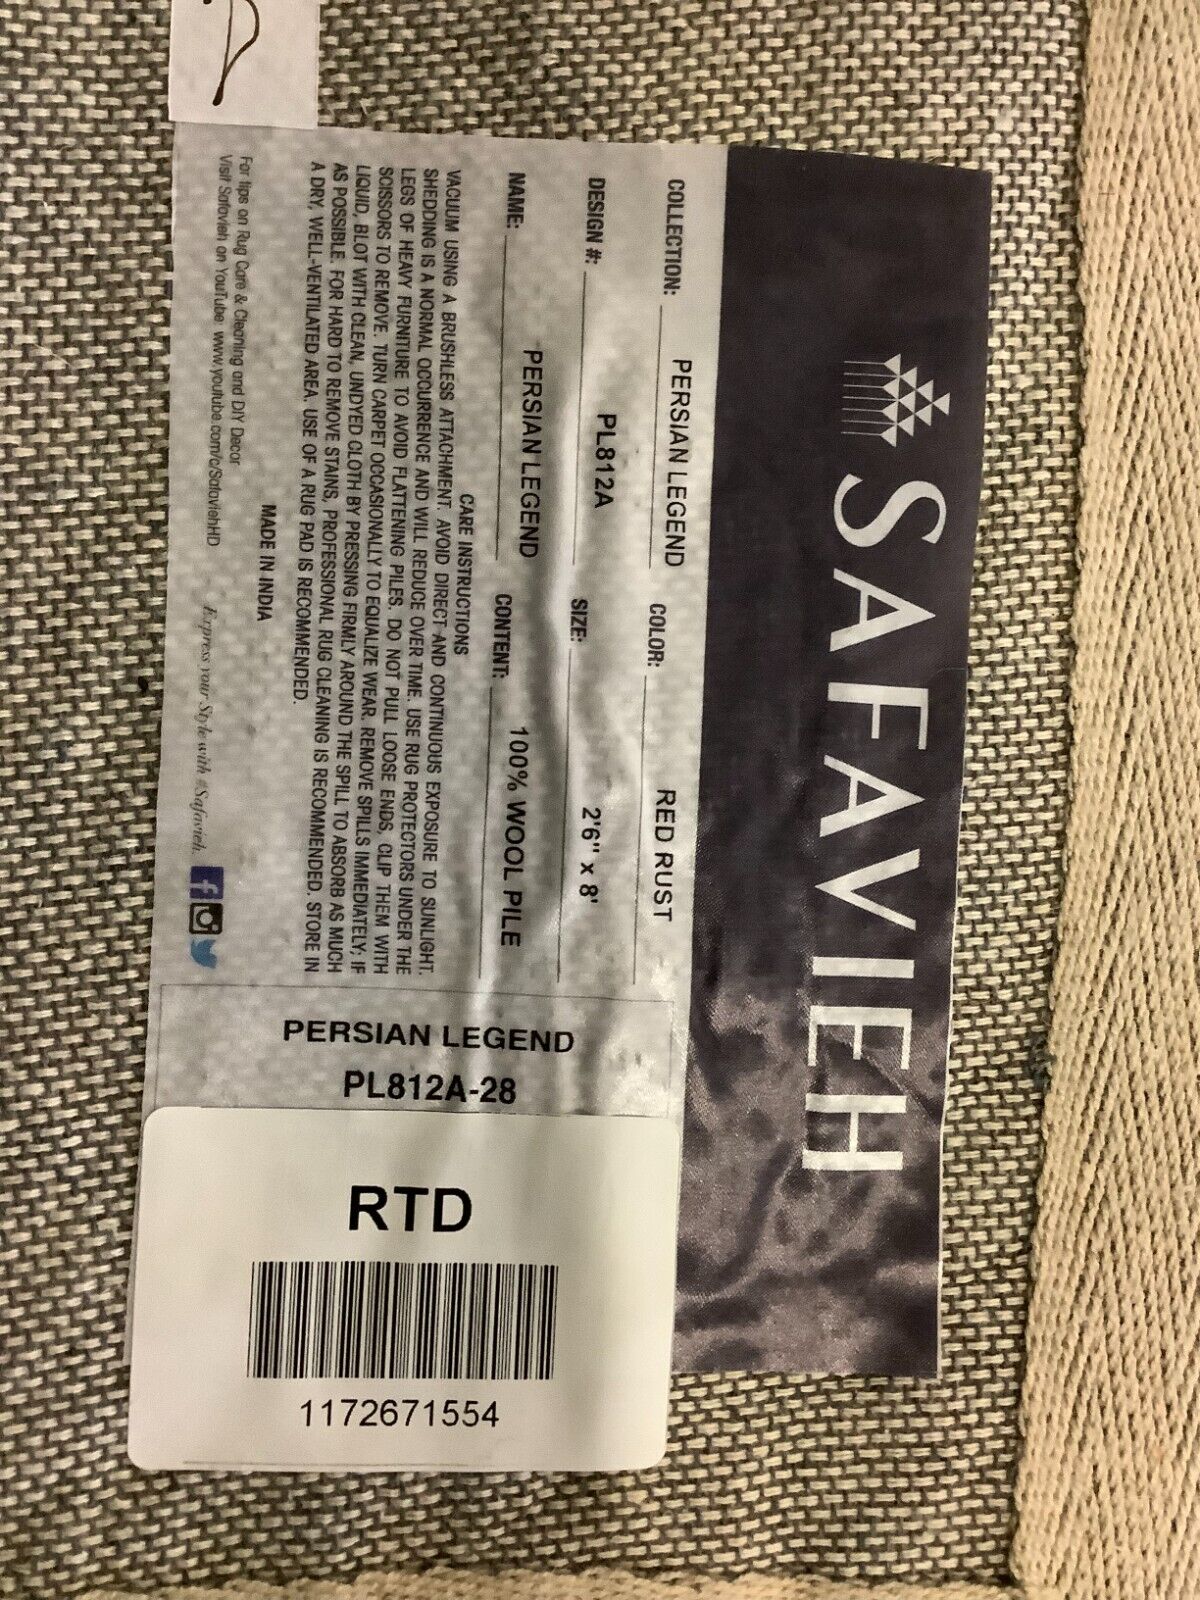 SAFAVIEH
COLLECTION: PERSIAN LEGEND COLOR: RED RUST
DESIGN #: PL812A SIZE: 2'6" x 8'
NAME: PERSIAN LEGEND CONTENT: 100% WOOL PILE
CARE INSTRUCTIONS
VACUUM USING A BRUSHLESS ATTACHMENT. AVOID DIRECT AND CONTINUOUS EXPOSURE TO SUNLIGHT.
SHEDDING IS A NORMAL OCCURRENCE AND WILL REDUCE OVER TIME. USE RUG PROTECTORS UNDER THE
LEGS OF HEAVY FURNITURE TO AVOID FLATTENING PILES. DO NOT PULL LOOSE ENDS, CLIP THEM WITH
SCISSORS TO REMOVE. TURN CARPET OCCASIONALLY TO EQUALIZE WEAR. REMOVE SPILLS IMMEDIATELY; IF
LIQUID, BLOT WITH CLEAN, UNDYED CLOTH BY PRESSING FIRMLY AROUND THE SPILL TO ABSORB AS MUCH
AS POSSIBLE. FOR HARD TO REMOVE STAINS, PROFESSIONAL RUG CLEANING IS RECOMMENDED. STORE IN
A DRY, WELL-VENTILATED AREA. USE OF A RUG PAD IS RECOMMENDED.
MADE IN INDIA
For tips on Rug Care & Cleaning and DIY Decor
Visit Safavieh on YouTube: www.youtube.com/c/SafaviehHD
Express your Style with #Safavieh.
PERSIAN LEGEND
PL812A-28
RTD
1172671554